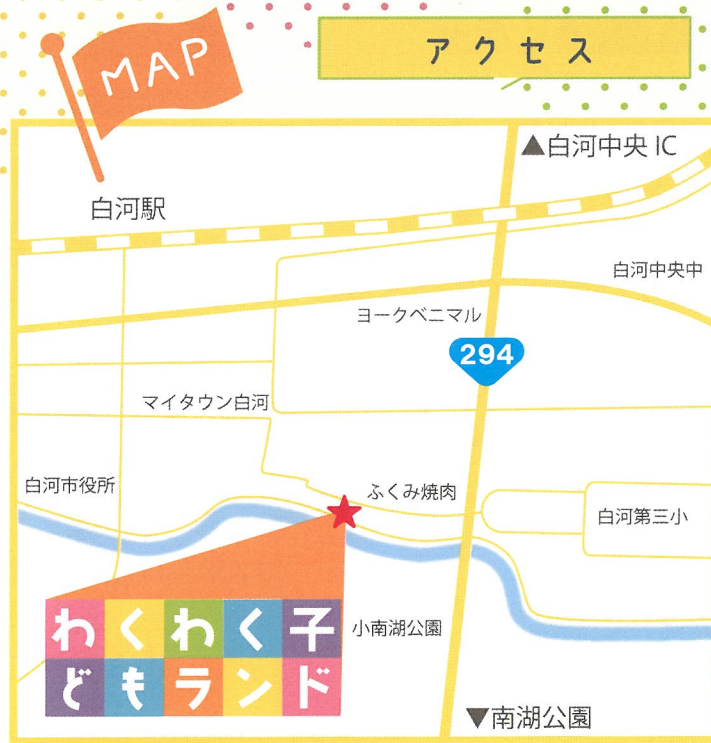 MAP
アクセス
▲白河中央 IC
白河駅
白河中央中
ヨークベニマル
294
マイタウン白河
白河市役所
ふくみ焼肉
白河第三小
わくわく子
どもランド
小南湖公園
▼南湖公園